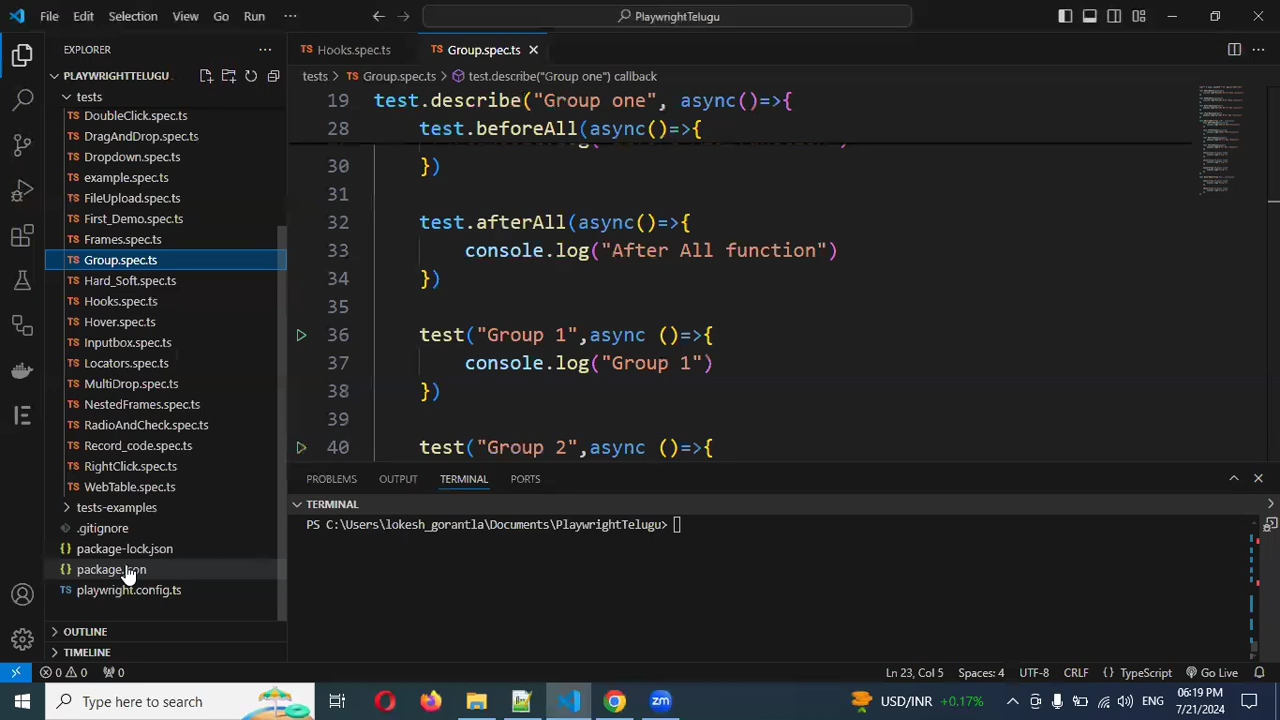 File Edit Selection View Go Run ··· PlaywrightTelugu
EXPLORER
PLAYWRIGHTTELUGU
tests
DoubleClick.spec.ts
DragAndDrop.spec.ts
Dropdown.spec.ts
example.spec.ts
FileUpload.spec.ts
First_Demo.spec.ts
Frames.spec.ts
Group.spec.ts
Hard_Soft.spec.ts
Hooks.spec.ts
Hover.spec.ts
Inputbox.spec.ts
Locators.spec.ts
MultiDrop.spec.ts
NestedFrames.spec.ts
RadioAndCheck.spec.ts
Record_code.spec.ts
RightClick.spec.ts
WebTable.spec.ts
tests-examples
.gitignore
package-lock.json
package.json
playwright.config.ts
OUTLINE
TIMELINE
Hooks.spec.ts Group.spec.ts
tests > Group.spec.ts > test.describe("Group one") callback
19 test.describe("Group one", async()=>{
28 test.beforeAll(async()=>{
30 })
31
32 test.afterAll(async()=>{
33 console.log("After All function")
34 })
35
36 test("Group 1",async ()=>{
37 console.log("Group 1")
38 })
39
40 test("Group 2",async ()=>{
PROBLEMS OUTPUT TERMINAL PORTS
TERMINAL
PS C:\Users\lokesh_gorantla\Documents\PlaywrightTelugu>
0 0 0 Ln 23, Col 5 Spaces: 4 UTF-8 CRLF {} TypeScript Go Live
Type here to search USD/INR +0.17% ENG 06:19 PM
7/21/2024